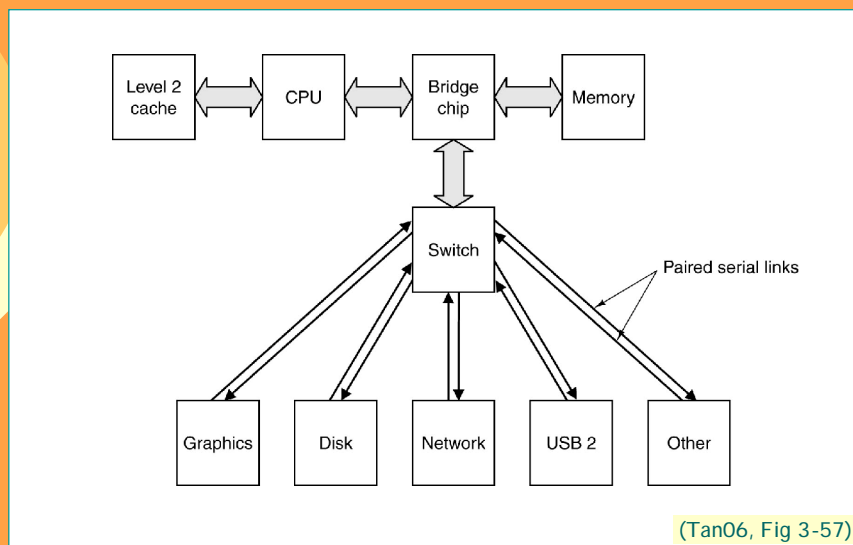 Level 2
cache
CPU
Bridge
chip
Memory
Switch
Paired serial links
Graphics
Disk
Network
USB 2
Other
(Tan06, Fig 3-57)